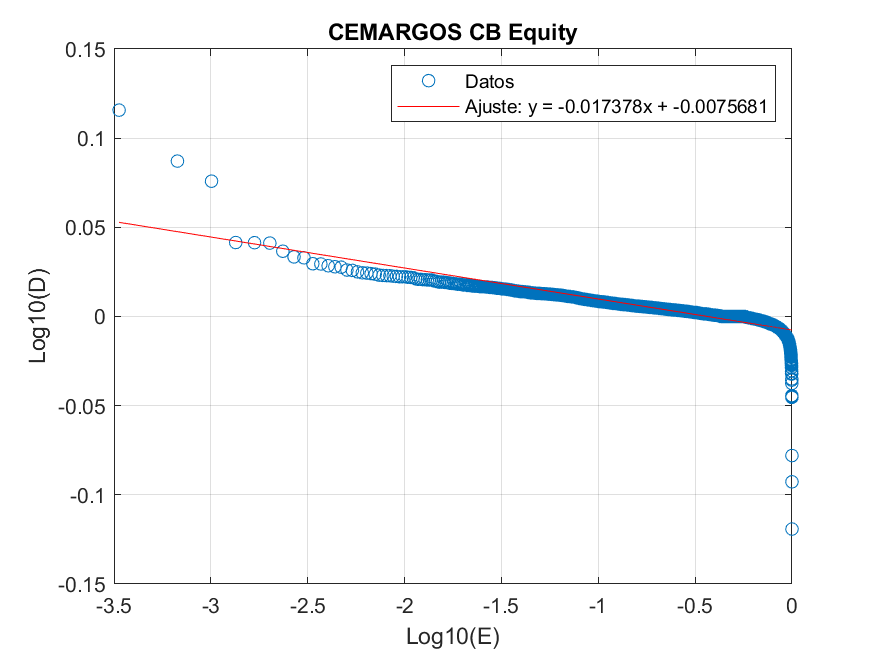 CEMARGOS CB Equity
0.15
0.1
0.05
0
-0.05
-0.1
-0.15
Log10(D)
Datos
Ajuste: y = -0.017378x + -0.0075681
-3.5 -3 -2.5 -2 -1.5 -1 -0.5 0
Log10(E)